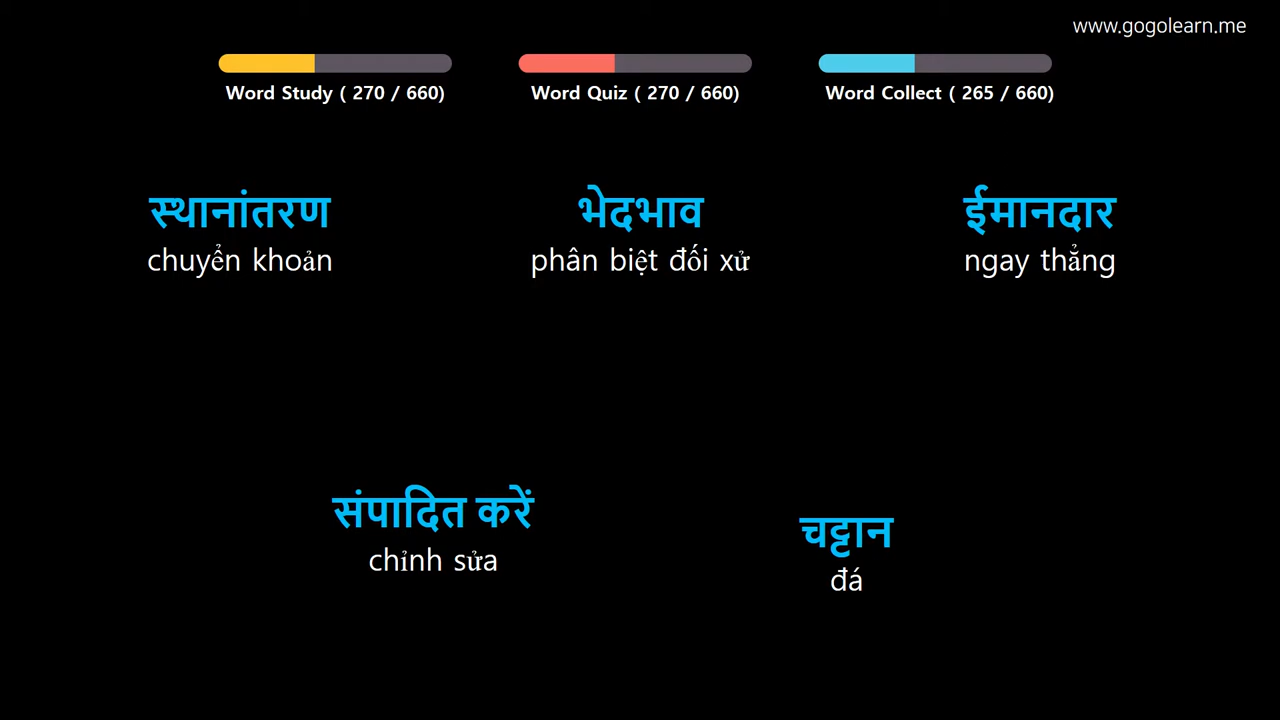 www.gogolearn.me
Word Study ( 270 / 660)
Word Quiz ( 270 / 660)
Word Collect ( 265 / 660)
स्थानांतरण
chuyển khoản
भेदभाव
phân biệt đối xử
ईमानदार
ngay thẳng
संपादित करें
chỉnh sửa
चट्टान
đá